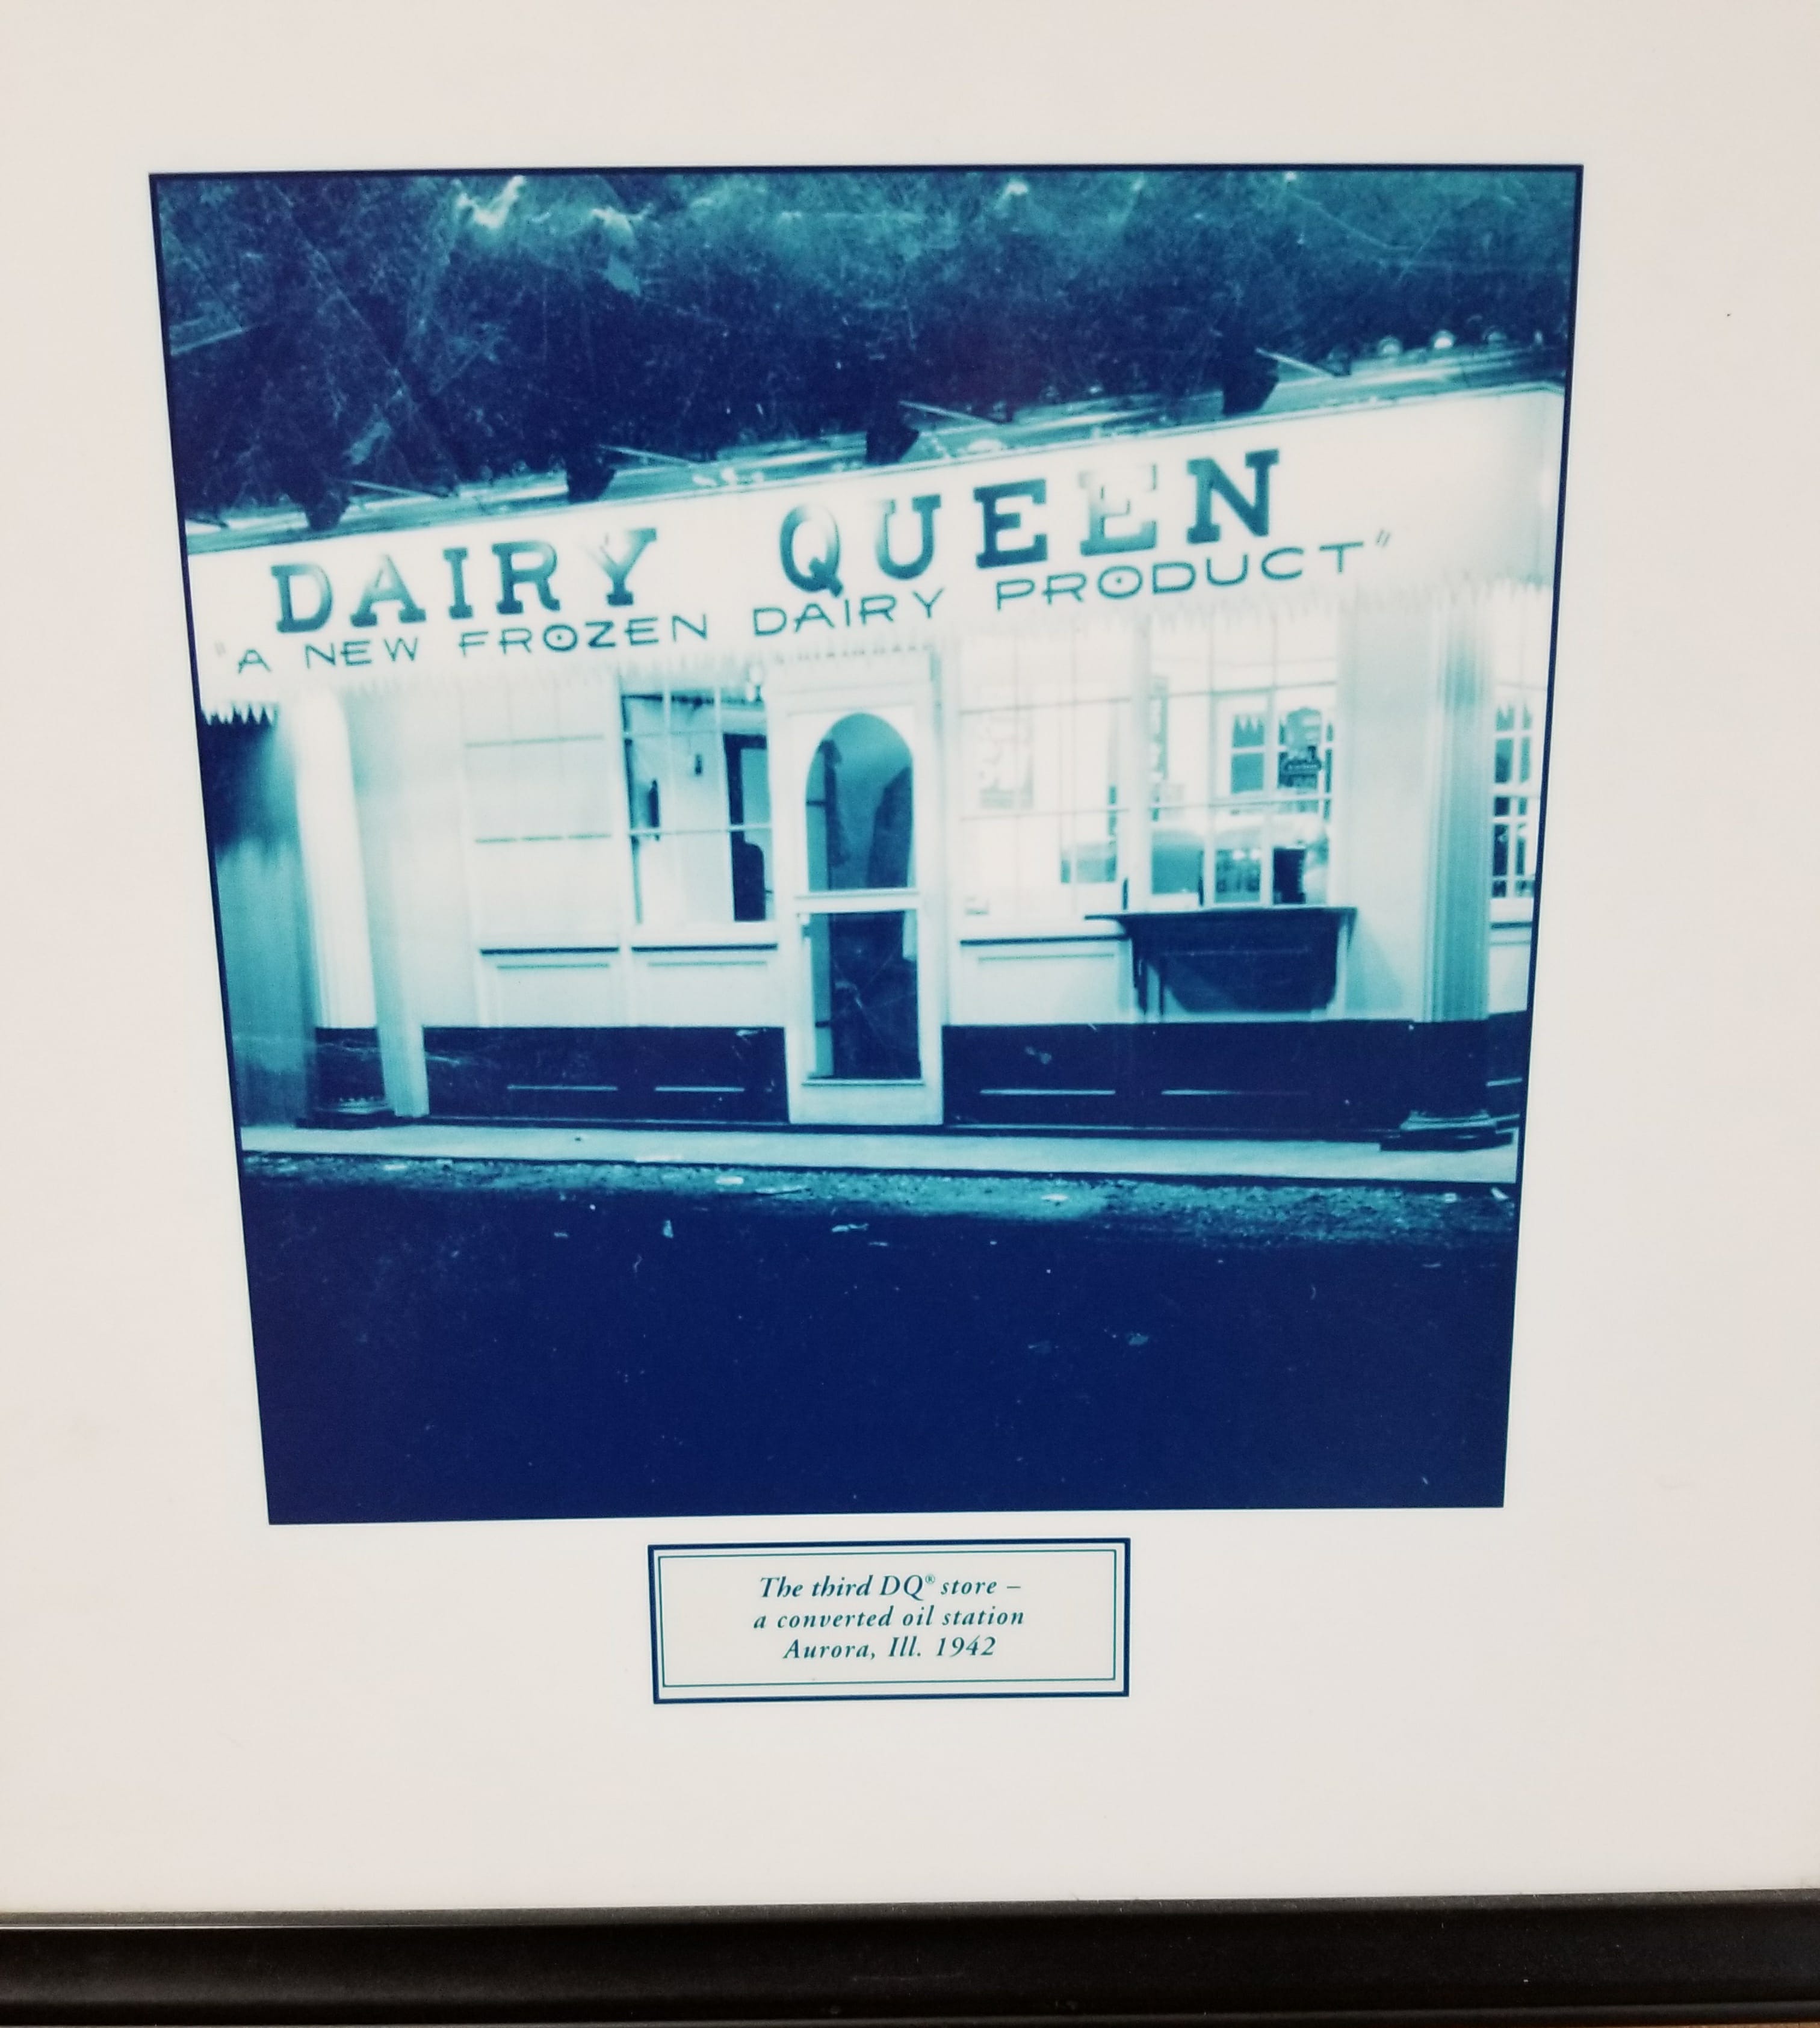 DAIRY QUEEN
"A NEW FROZEN DAIRY PRODUCT"
The third DQ® store –
a converted oil station
Aurora, Ill. 1942